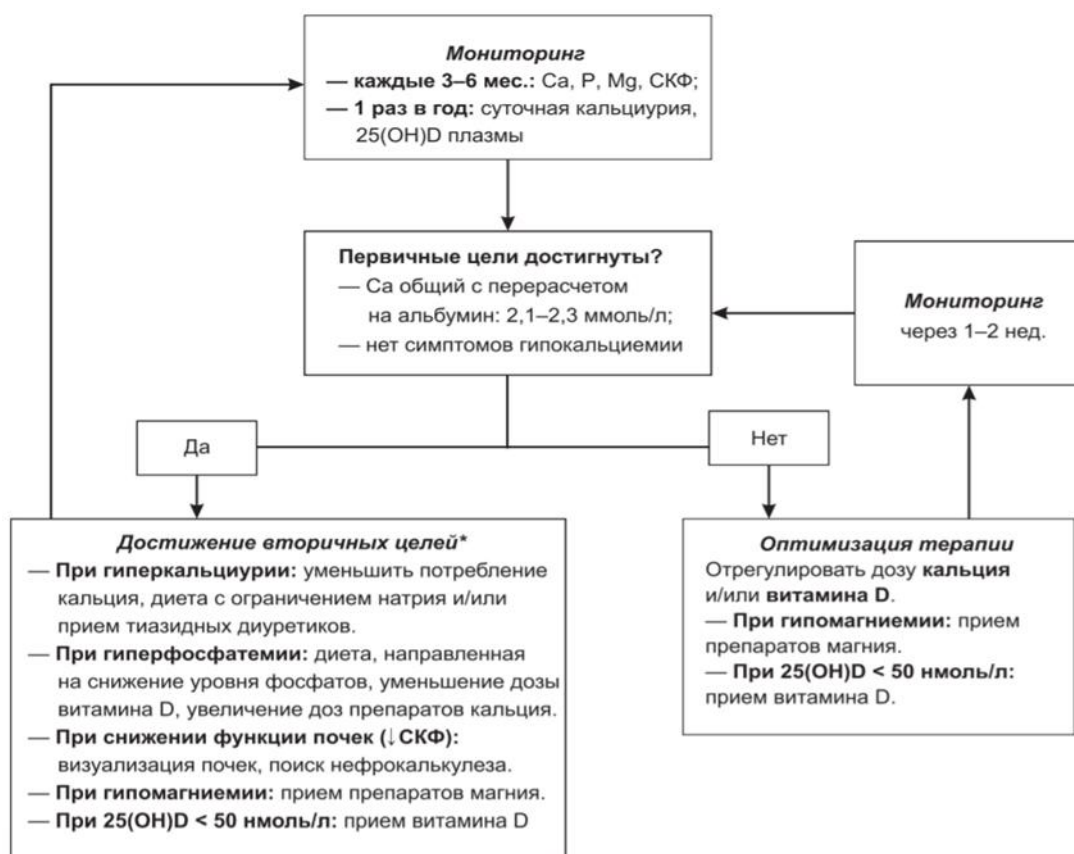 Мониторинг
— каждые 3–6 мес.: Ca, P, Mg, СКФ;
— 1 раз в год: суточная кальциурия,
25(OH)D плазмы
Первичные цели достигнуты?
— Ca общий с перерасчетом
на альбумин: 2,1–2,3 ммоль/л;
— нет симптомов гипокальциемии
Мониторинг
через 1–2 нед.
Да
Нет
Достижение вторичных целей*
— При гиперкальциурии: уменьшить потребление
кальция, диета с ограничением натрия и/или
прием тиазидных диуретиков.
— При гиперфосфатемии: диета, направленная
на снижение уровня фосфатов, уменьшение дозы
витамина D, увеличение доз препаратов кальция.
— При снижении функции почек (↓СКФ):
визуализация почек, поиск нефрокалькулеза.
— При гипомагниемии: прием препаратов магния.
— При 25(OH)D < 50 нмоль/л: прием витамина D
Оптимизация терапии
Отрегулировать дозу кальция
и/или витамина D.
— При гипомагниемии: прием
препаратов магния.
— При 25(OH)D < 50 нмоль/л:
прием витамина D.